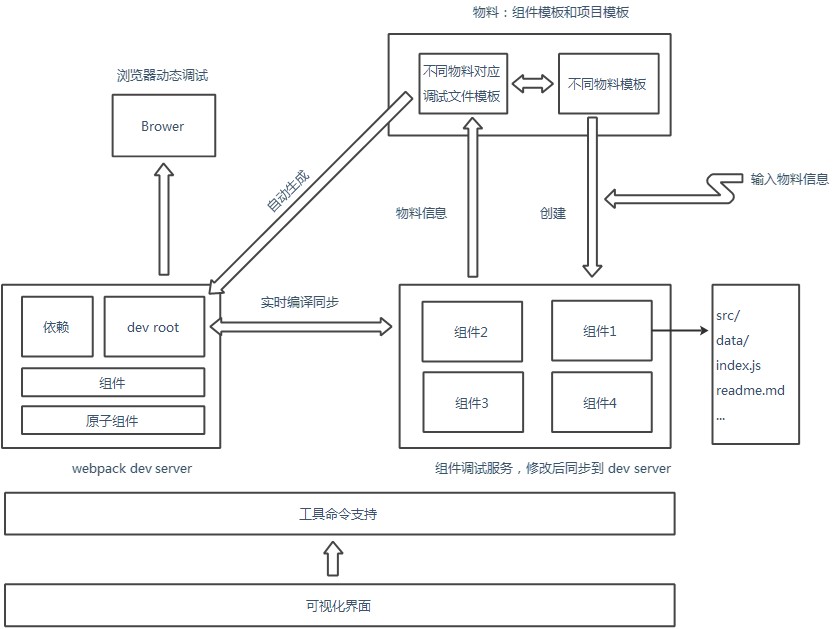 物料：组件模板和项目模板
不同物料对应
调试文件模板
不同物料模板
浏览器动态调试
Brower
自动生成
物料信息
创建
输入物料信息
实时编译同步
依赖
dev root
组件
原子组件
webpack dev server
组件2
组件1
组件3
组件4
组件调试服务，修改后同步到 dev server
src/
data/
index.js
readme.md
...
工具命令支持
可视化界面